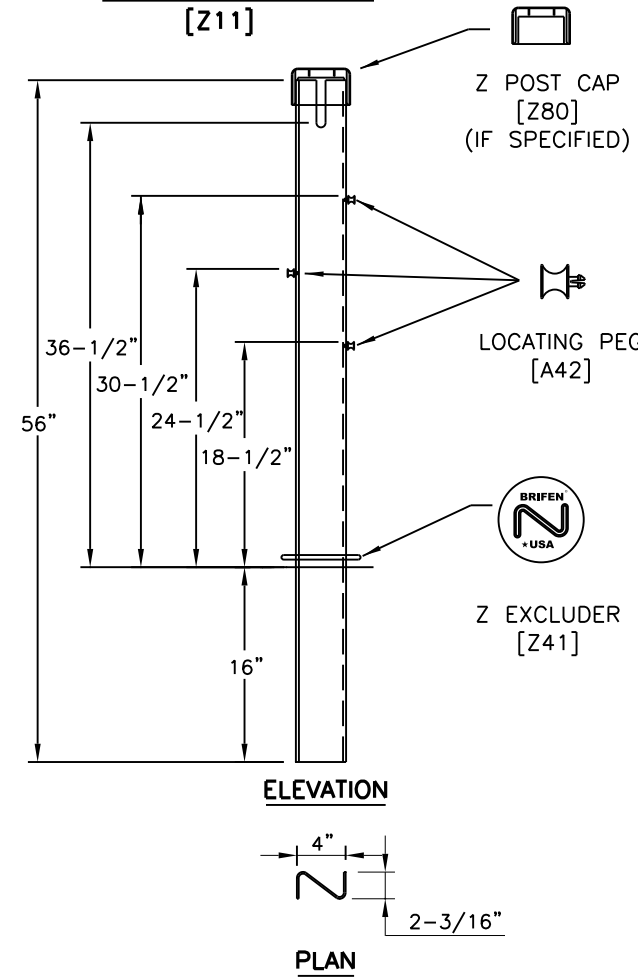 [Z11]
Z POST CAP
[Z80]
(IF SPECIFIED)
36-1/2"
30-1/2"
24-1/2"
18-1/2"
56"
LOCATING PEG
[A42]
BRIFEN
★USA
Z EXCLUDER
[Z41]
16"
ELEVATION
4"
2-3/16"
PLAN